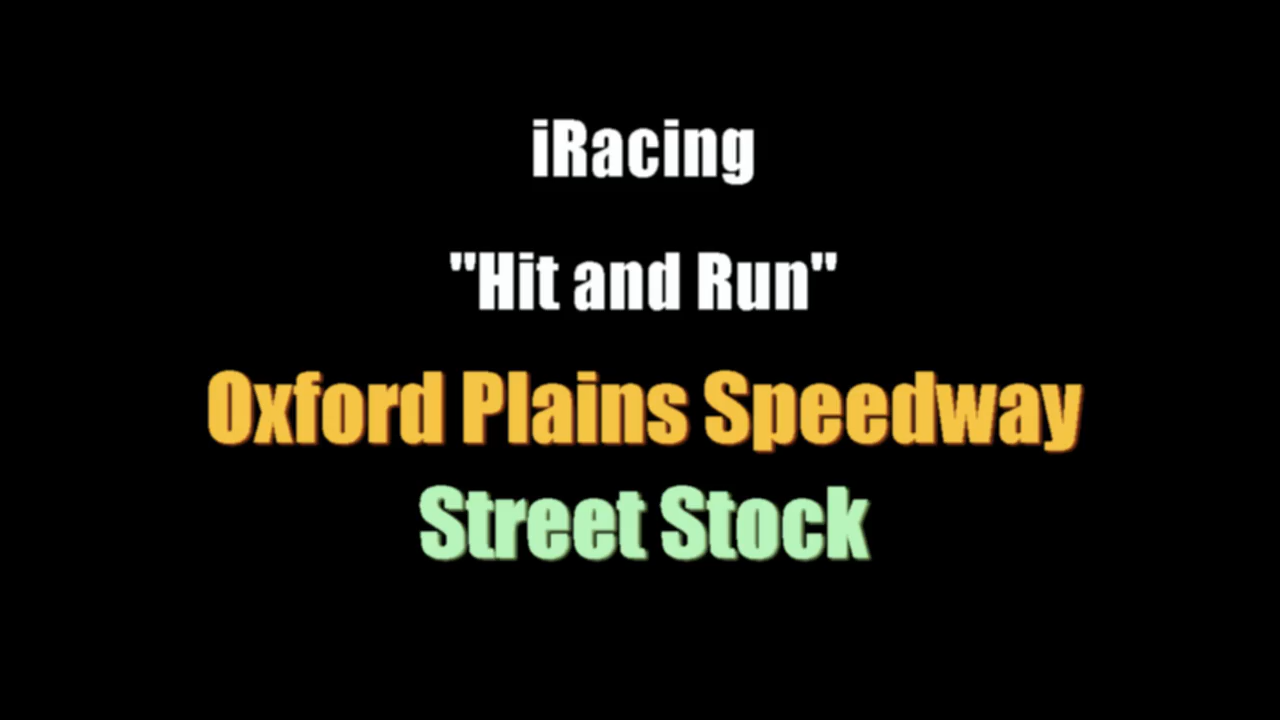 iRacing
"Hit and Run"
Oxford Plains Speedway
Street Stock